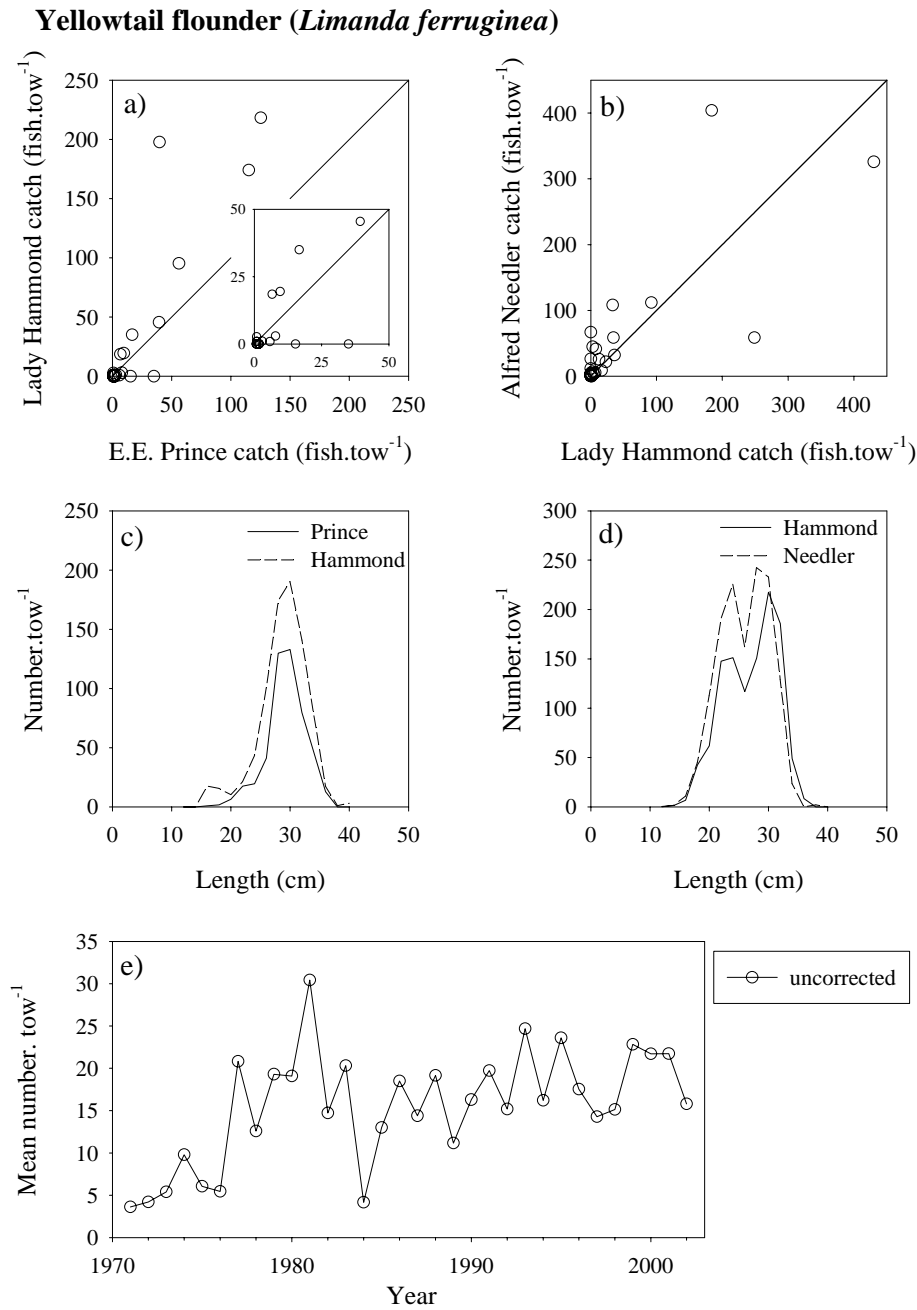 Yellowtail flounder (Limanda ferruginea)
a)
Lady Hammond catch (fish.tow-1)
250
200
150
100
50
0
50
25
0
0 25 50
0 50 100 150 200 250
E.E. Prince catch (fish.tow-1)
b)
Alfred Needler catch (fish.tow-1)
400
300
200
100
0
0 100 200 300 400
Lady Hammond catch (fish.tow-1)
c)
Prince
Hammond
Number.tow-1
250
200
150
100
50
0
0 10 20 30 40 50
Length (cm)
d)
Hammond
Needler
Number.tow-1
300
250
200
150
100
50
0
0 10 20 30 40 50
Length (cm)
e)
uncorrected
Mean number. tow-1
35
30
25
20
15
10
5
0
1970 1980 1990 2000
Year